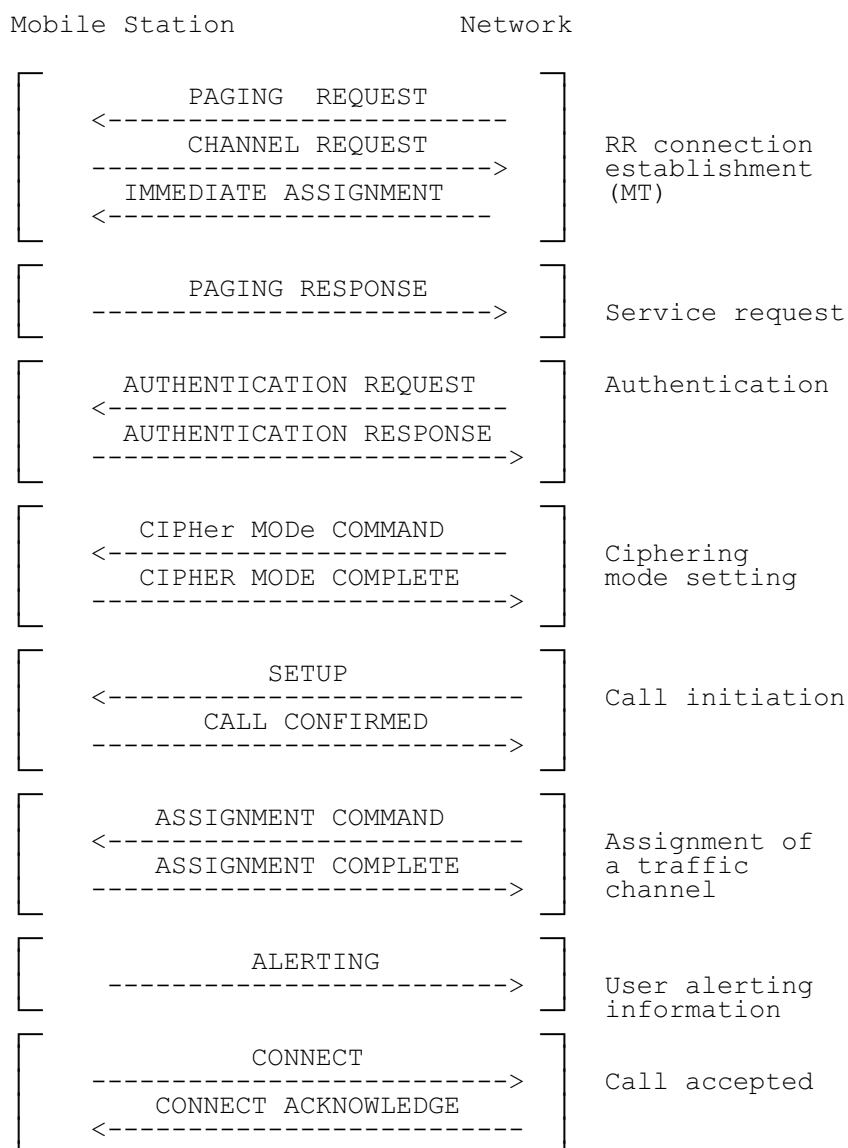 Mobile Station Network
PAGING REQUEST
<-------------------------
CHANNEL REQUEST RR connection
-------------------------> establishment
IMMEDIATE ASSIGNMENT (MT)
<------------------------
PAGING RESPONSE
-------------------------> Service request
AUTHENTICATION REQUEST Authentication
<-------------------------
AUTHENTICATION RESPONSE
-------------------------->
CIPHer MODe COMMAND
<------------------------- Ciphering
CIPHER MODE COMPLETE mode setting
-------------------------->
SETUP
<-------------------------- Call initiation
CALL CONFIRMED
-------------------------->
ASSIGNMENT COMMAND
<-------------------------- Assignment of
ASSIGNMENT COMPLETE a traffic
--------------------------> channel
ALERTING
-------------------------> User alerting
information
CONNECT
--------------------------> Call accepted
CONNECT ACKNOWLEDGE
<--------------------------